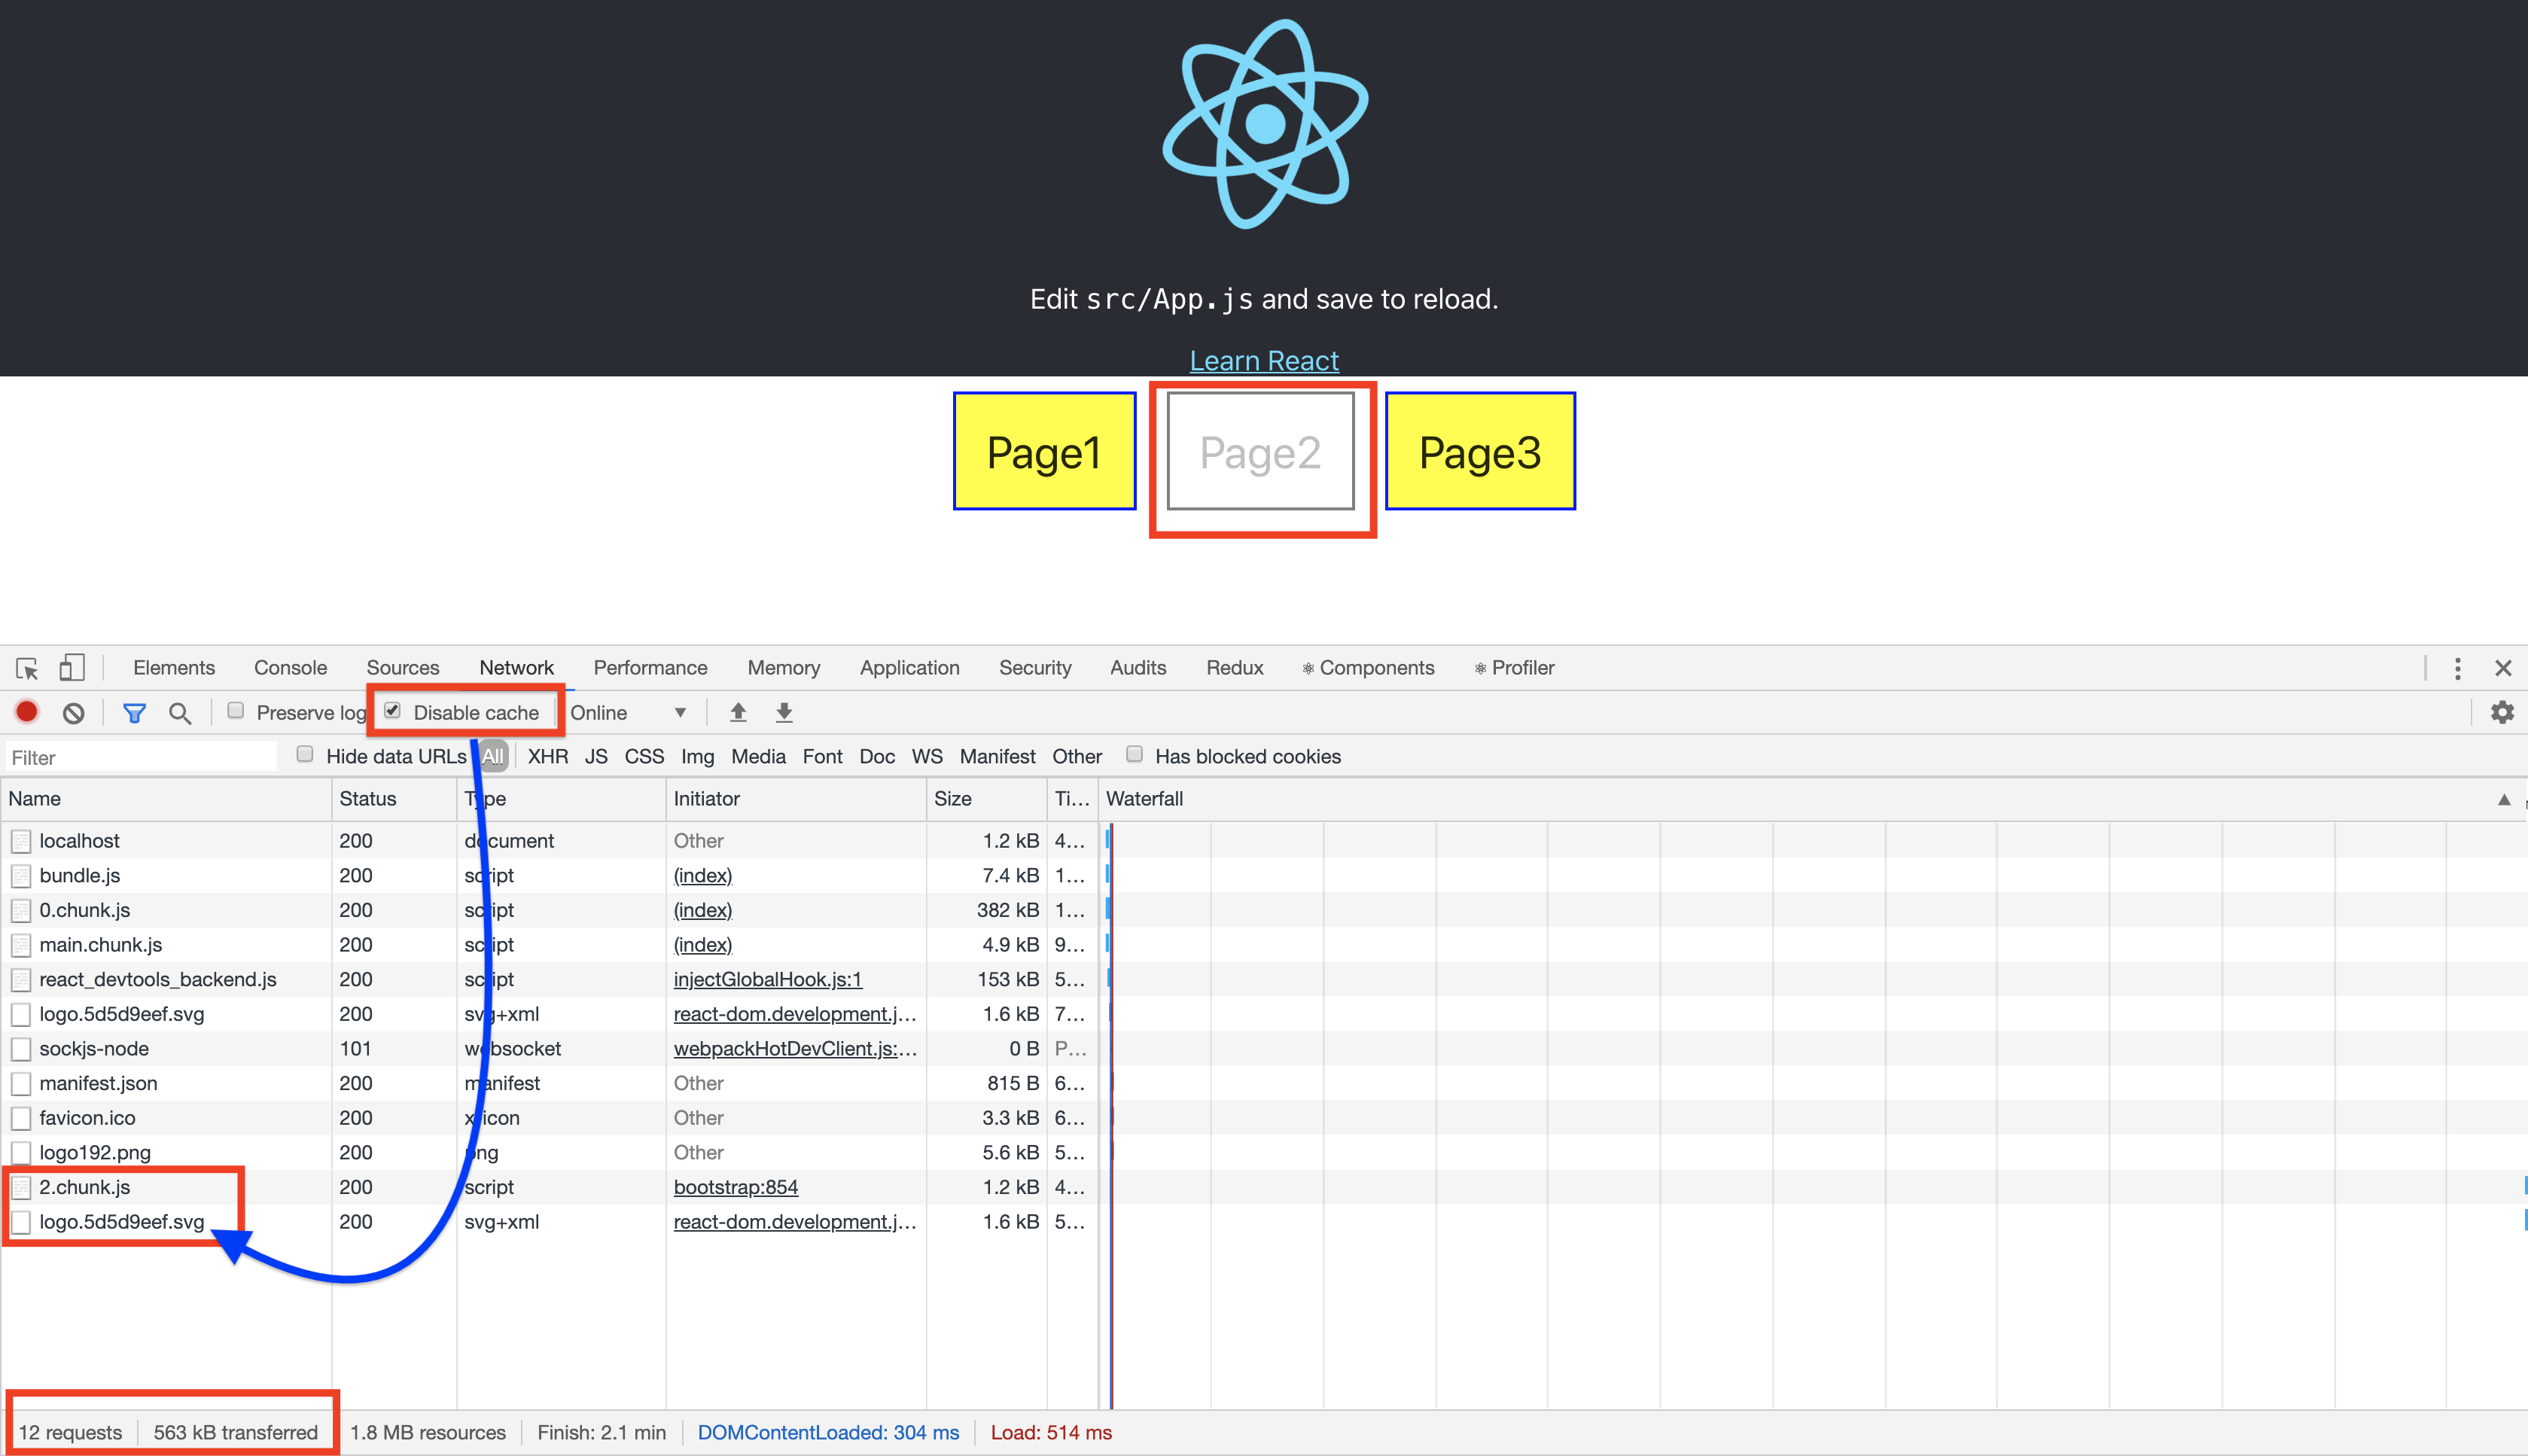 Edit src/App.js and save to reload.
Learn React
Page1 Page2 Page3
Elements Console Sources Network Performance Memory Application Security Audits Redux Components Profiler
Preserve log Disable cache Online
Filter Hide data URLs All XHR JS CSS Img Media Font Doc WS Manifest Other Has blocked cookies
Name Status Type Initiator Size Ti... Waterfall
localhost 200 document Other 1.2 kB 4...
bundle.js 200 script (index) 7.4 kB 1...
0.chunk.js 200 script (index) 382 kB 1...
main.chunk.js 200 script (index) 4.9 kB 9...
react_devtools_backend.js 200 script injectGlobalHook.js:1 153 kB 5...
logo.5d5d9eef.svg 200 svg+xml react-dom.development.j... 1.6 kB 7...
sockjs-node 101 websocket webpackHotDevClient.js:... 0 B P...
manifest.json 200 manifest Other 815 B 6...
favicon.ico 200 x-icon Other 3.3 kB 6...
logo192.png 200 png Other 5.6 kB 5...
2.chunk.js 200 script bootstrap:854 1.2 kB 4...
logo.5d5d9eef.svg 200 svg+xml react-dom.development.j... 1.6 kB 5...
12 requests 563 kB transferred 1.8 MB resources Finish: 2.1 min DOMContentLoaded: 304 ms Load: 514 ms